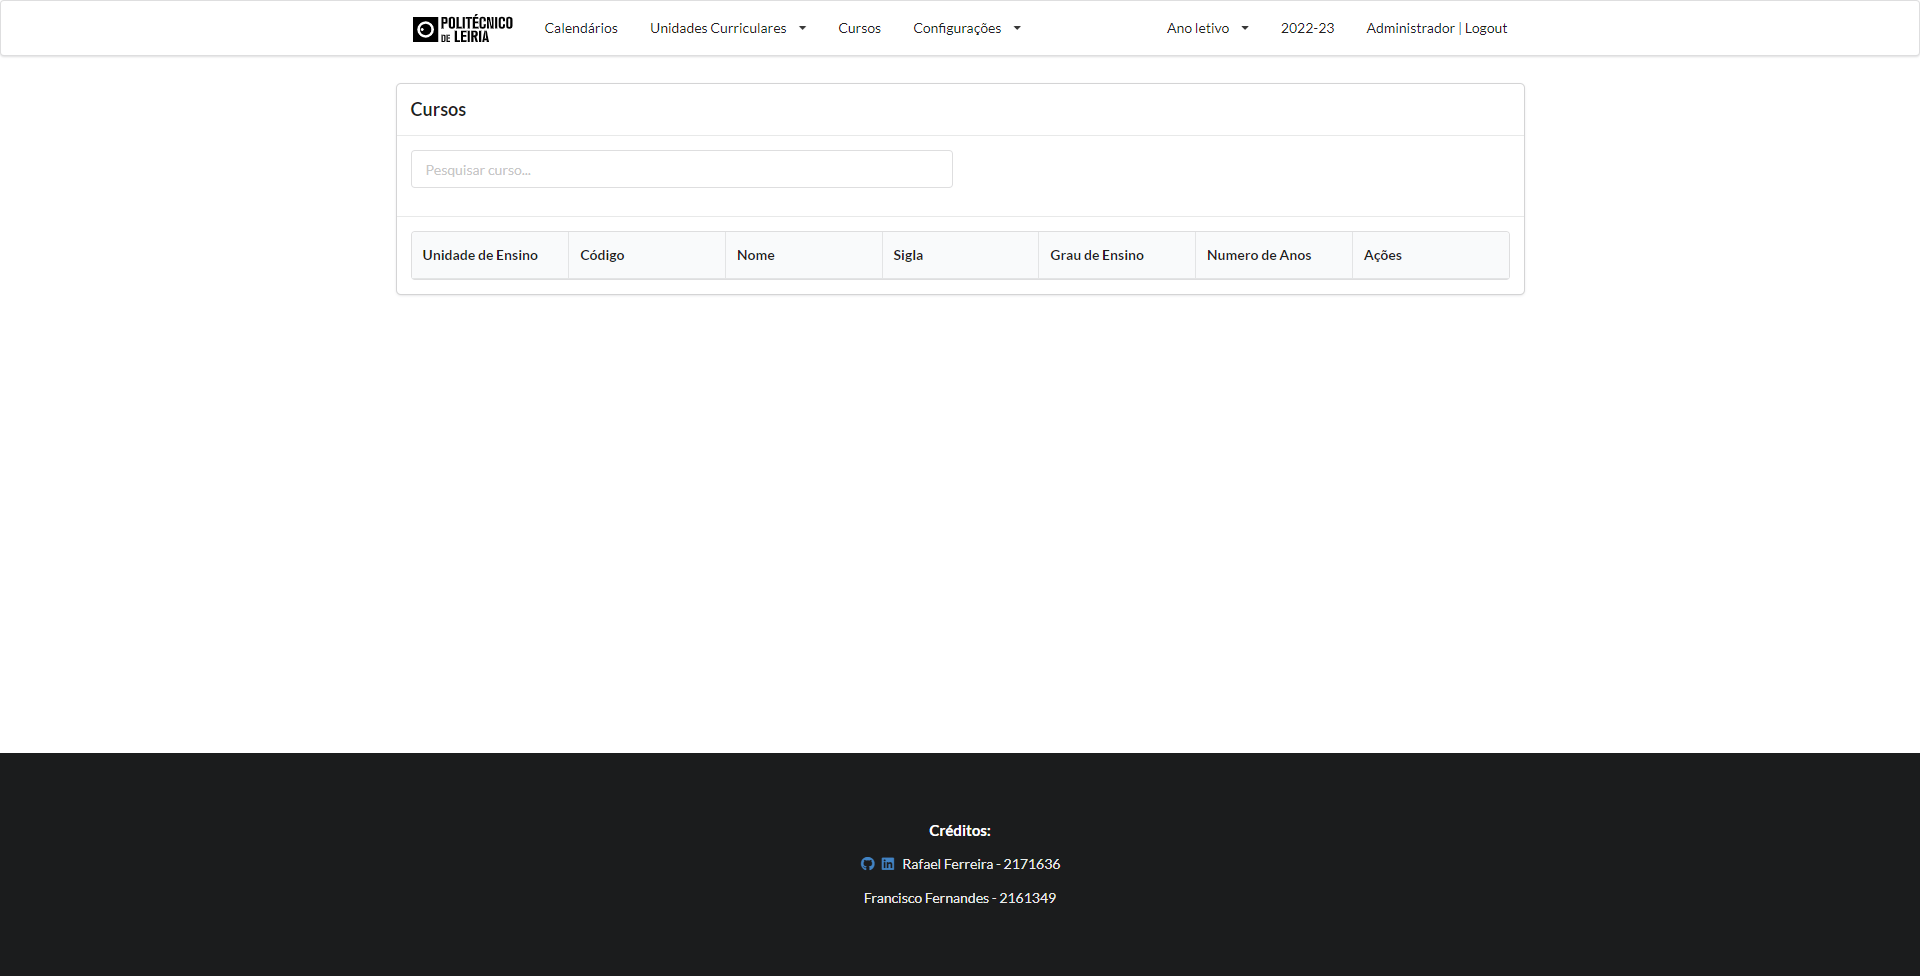 POLITÉCNICO
DE LEIRIA
Calendários
Unidades Curriculares
Cursos
Configurações
Ano letivo
2022-23
Administrador | Logout
Cursos
Pesquisar curso...
Unidade de Ensino
Código
Nome
Sigla
Grau de Ensino
Numero de Anos
Ações
Créditos:
Rafael Ferreira - 2171636
Francisco Fernandes - 2161349